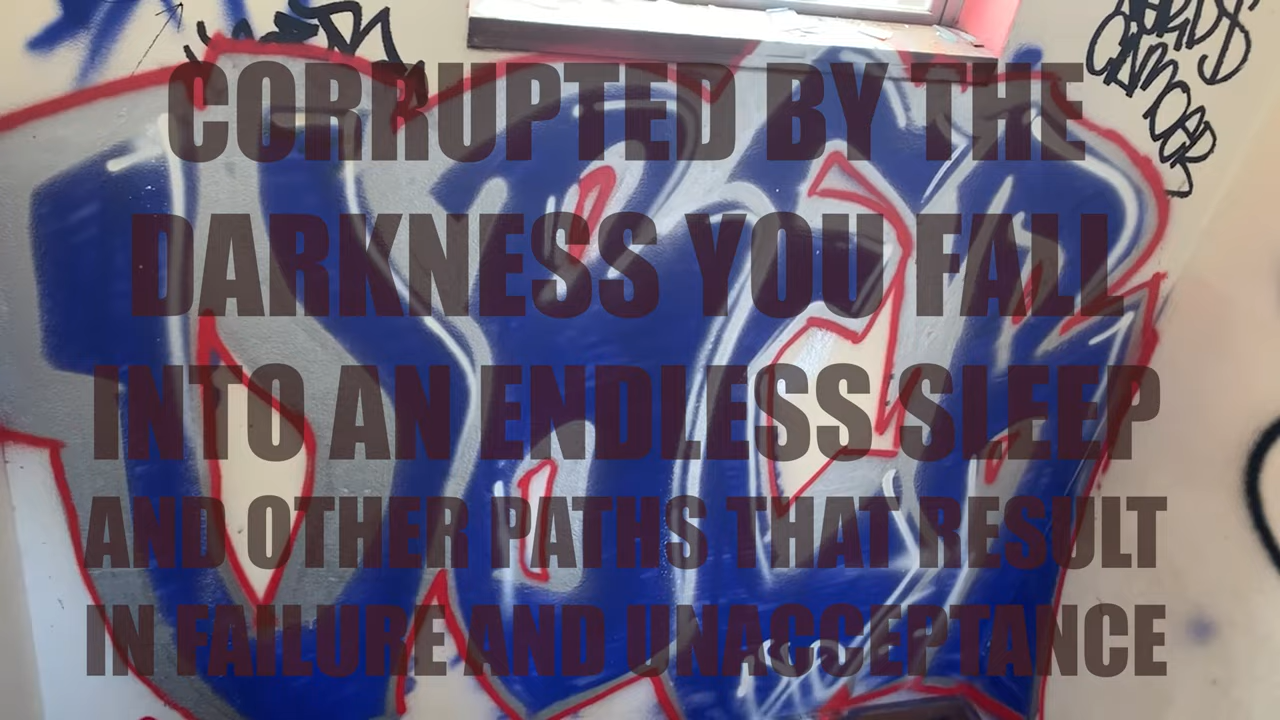 CORRUPTED BY THE
DARKNESS YOU FALL
INTO AN ENDLESS SLEEP
AND OTHER PATHS THAT RESULT
IN FAILURE AND UNACCEPTANCE